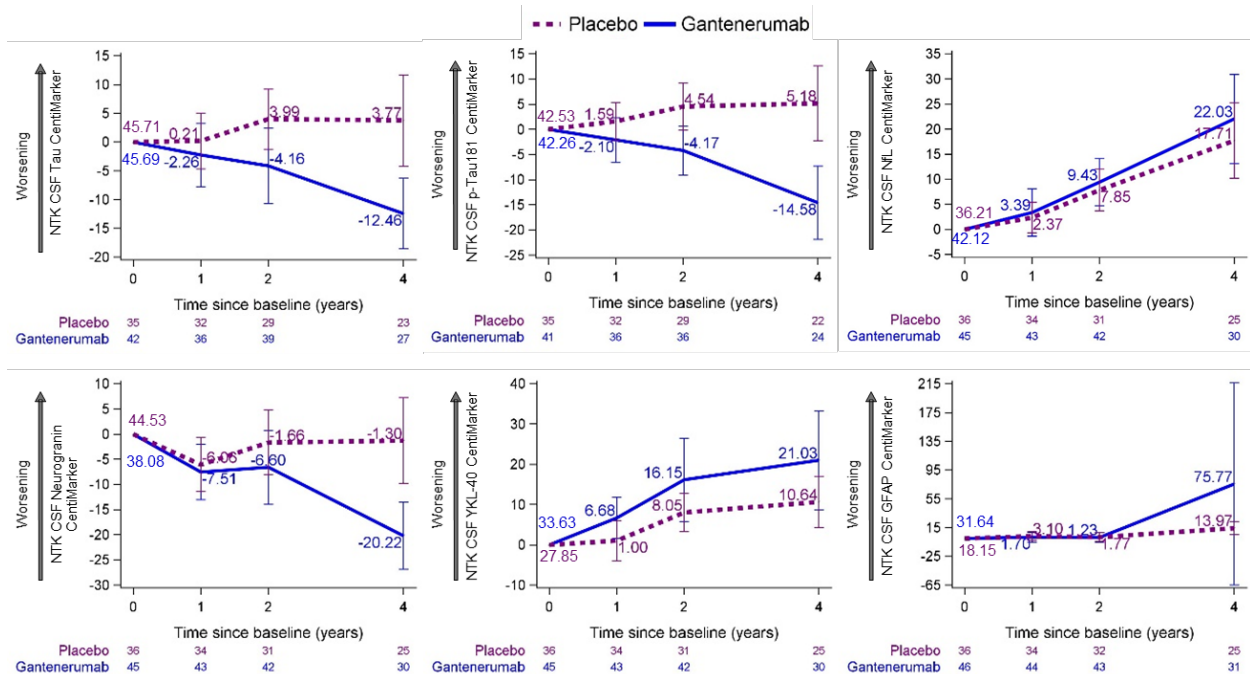 Placebo Gantenerumab
Worsening
NTK CSF Tau CentiMarker
15
10
5
0
-5
-10
-15
-20
45.71
45.69
0.21
-2.26
3.99
-4.16
3.77
-12.46
0 1 2 4
Time since baseline (years)
Placebo 35 32 29 23
Gantenerumab 42 36 39 27
Worsening
NTK CSF p-Tau181 CentiMarker
15
10
5
0
-5
-10
-15
-20
-25
42.53
42.26
1.59
-2.10
4.54
-4.17
5.18
-14.58
0 1 2 4
Time since baseline (years)
Placebo 35 32 29 22
Gantenerumab 41 36 36 24
Worsening
NTK CSF NfL CentiMarker
35
30
25
20
15
10
5
0
-5
36.21
42.12
3.39
2.37
9.43
7.85
22.03
17.71
0 1 2 4
Time since baseline (years)
Placebo 36 34 31 25
Gantenerumab 45 43 42 30
Worsening
NTK CSF Neurogranin
CentiMarker
10
5
0
-5
-10
-15
-20
-25
-30
44.53
38.08
-6.06
-7.51
-1.66
-6.60
-1.30
-20.22
0 1 2 4
Time since baseline (years)
Placebo 36 34 31 25
Gantenerumab 45 43 42 30
Worsening
NTK CSF YKL-40 CentiMarker
40
30
20
10
0
-10
33.63
27.85
6.68
1.00
16.15
8.05
21.03
10.64
0 1 2 4
Time since baseline (years)
Placebo 36 34 31 25
Gantenerumab 45 43 42 30
Worsening
NTK CSF GFAP CentiMarker
215
175
135
95
55
15
-25
-65
31.64
18.15
3.10
1.70
1.23
1.77
75.77
13.97
0 1 2 4
Time since baseline (years)
Placebo 36 34 32 25
Gantenerumab 46 44 43 31